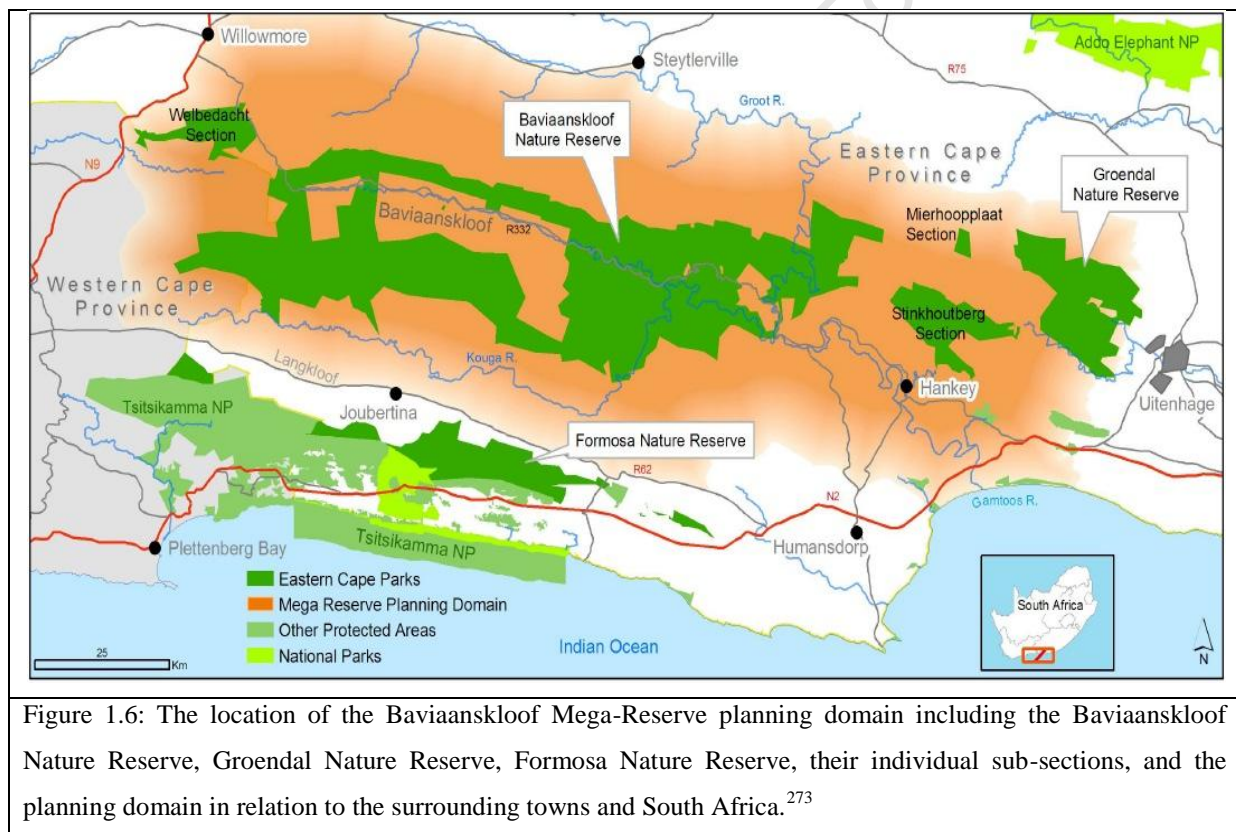 Willowmore
Steytlerville
Addo Elephant NP
R75
Groot R.
Welbedacht
Section
Baviaanskloof
Nature Reserve
Eastern Cape
Province
Groendal
Nature Reserve
N9
Baviaanskloof
R332
Mierhoopplaat
Section
Western Cape
Province
Stinkhoutberg
Section
Kouga R.
Langkloof
Hankey
Tsitsikamma NP
Joubertina
Uitenhage
Formosa Nature Reserve
R62
N2
Gamtoos R.
Plettenberg Bay
Tsitsikamma NP
Humansdorp
Eastern Cape Parks
Mega Reserve Planning Domain
Other Protected Areas
National Parks
South Africa
Indian Ocean
25
Km
N
Figure 1.6: The location of the Baviaanskloof Mega-Reserve planning domain including the Baviaanskloof
Nature Reserve, Groendal Nature Reserve, Formosa Nature Reserve, their individual sub-sections, and the
planning domain in relation to the surrounding towns and South Africa.273